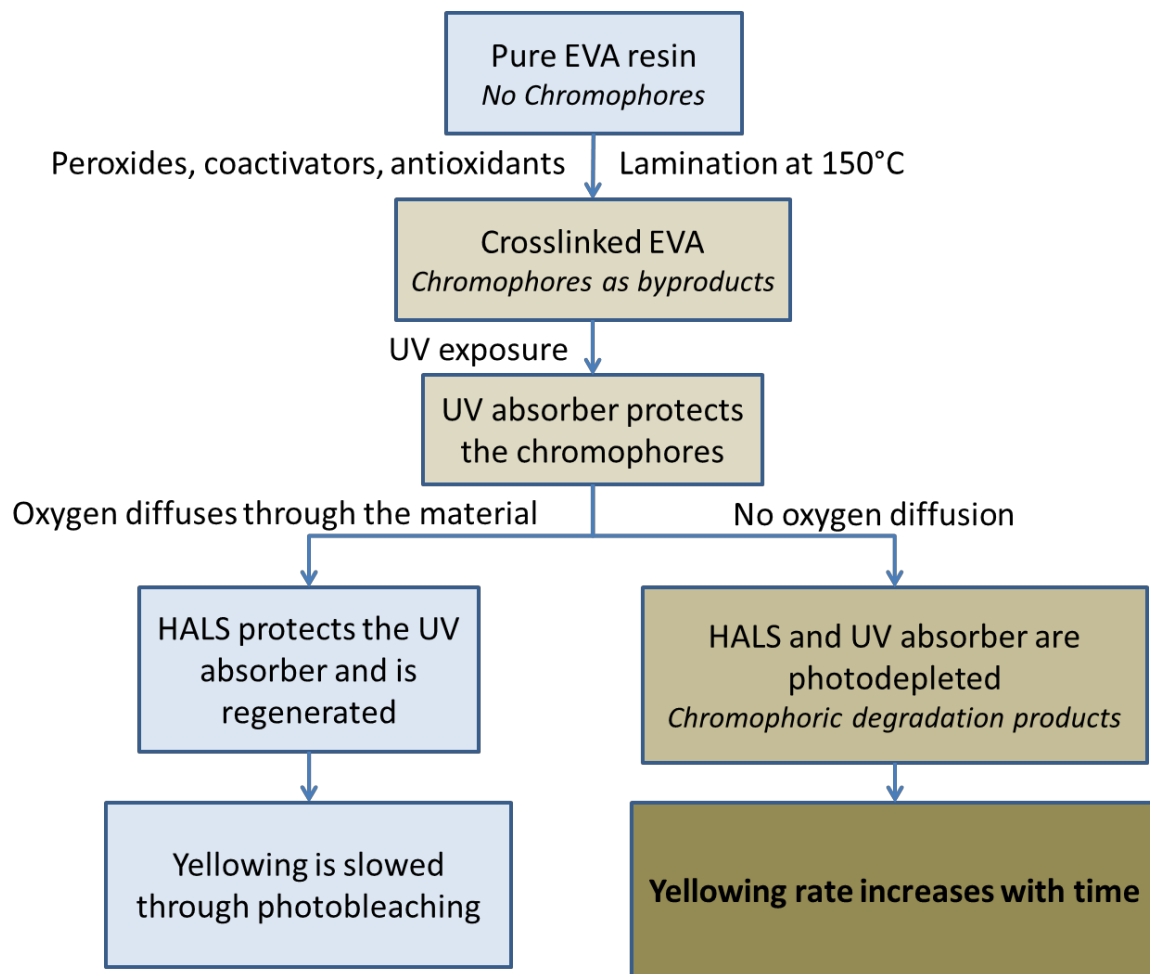 Pure EVA resin
No Chromophores
Peroxides, coactivators, antioxidants
Lamination at 150°C
Crosslinked EVA
Chromophores as byproducts
UV exposure
UV absorber protects
the chromophores
Oxygen diffuses through the material
No oxygen diffusion
HALS protects the UV
absorber and is
regenerated
HALS and UV absorber are
photodepleted
Chromophoric degradation products
Yellowing is slowed
through photobleaching
Yellowing rate increases with time